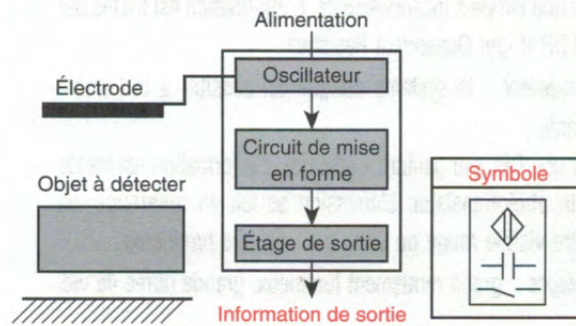 Alimentation
Électrode
Oscillateur
Circuit de mise
en forme
Objet à détecter
Symbole
Étage de sortie
Information de sortie